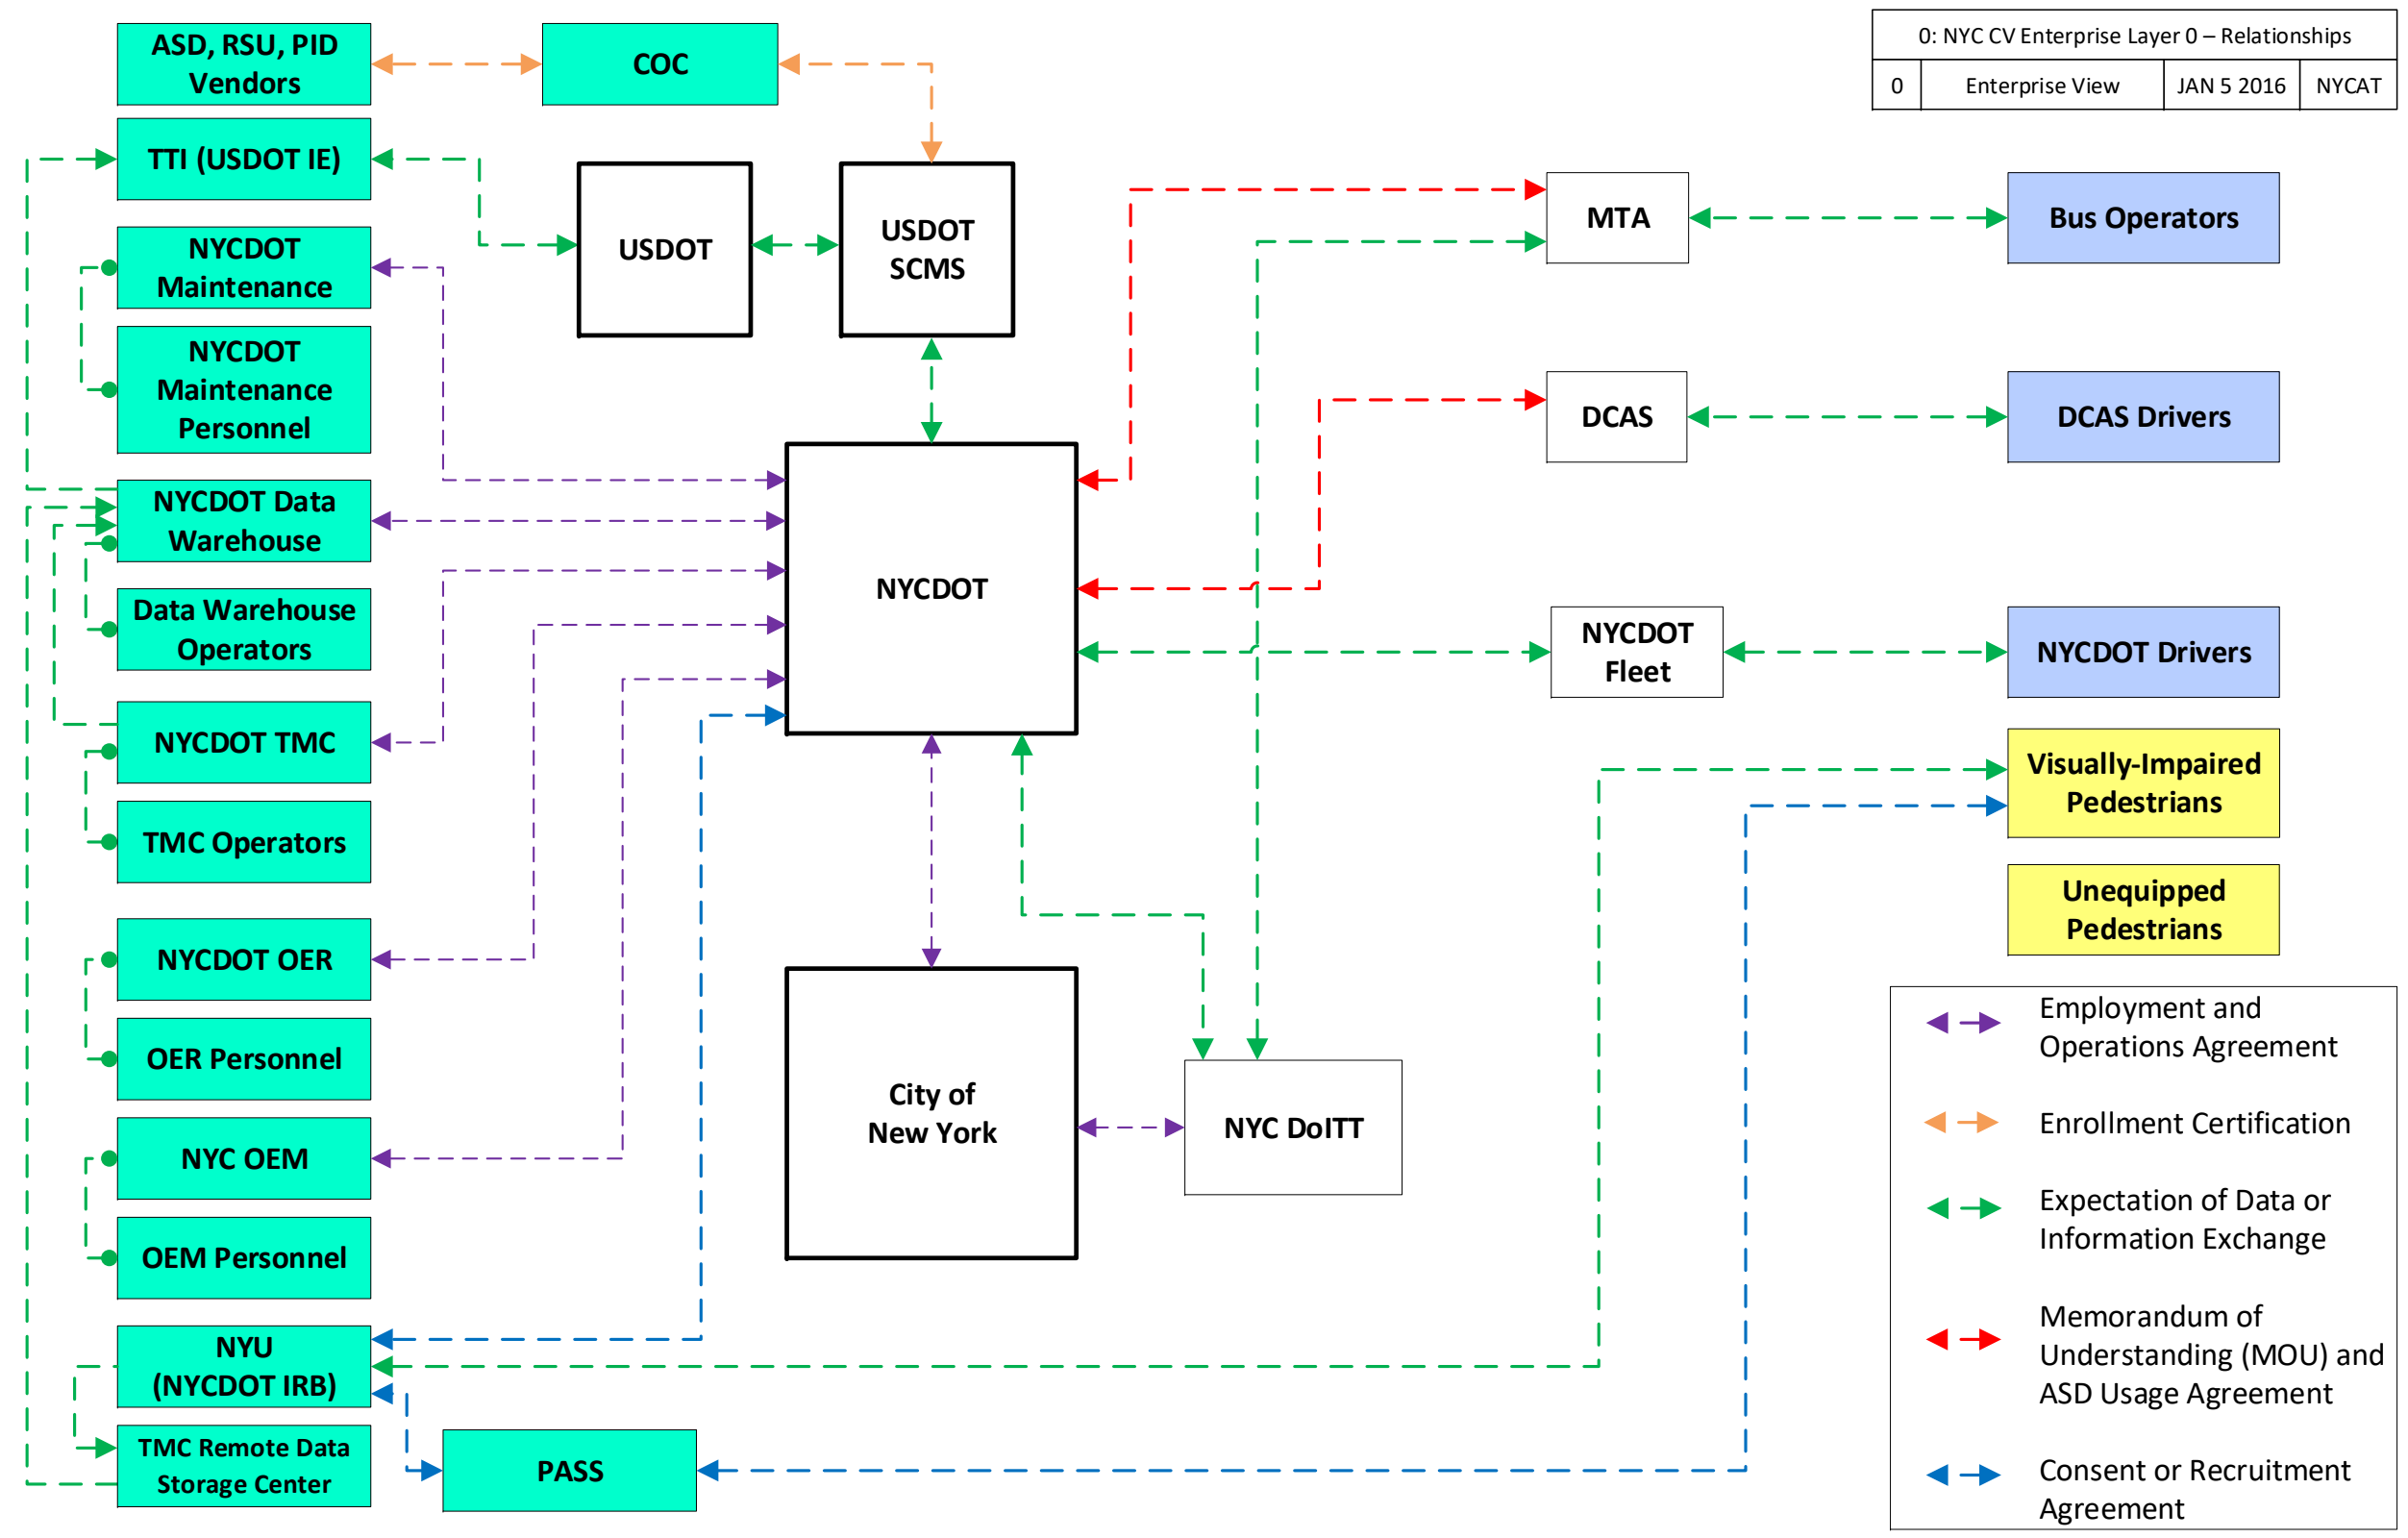 0: NYC CV Enterprise Layer 0 – Relationships
0
Enterprise View
JAN 5 2016
NYCAT
ASD, RSU, PID
Vendors
COC
TTI (USDOT IE)
USDOT
USDOT
SCMS
MTA
Bus Operators
NYCDOT
Maintenance
NYCDOT
Maintenance
Personnel
DCAS
DCAS Drivers
NYCDOT Data
Warehouse
NYCDOT
Data Warehouse
Operators
NYCDOT
Fleet
NYCDOT Drivers
NYCDOT TMC
Visually-Impaired
Pedestrians
TMC Operators
Unequipped
Pedestrians
NYCDOT OER
OER Personnel
City of
New York
NYC DoITT
NYC OEM
OEM Personnel
NYU
(NYCDOT IRB)
TMC Remote Data
Storage Center
PASS
Employment and
Operations Agreement
Enrollment Certification
Expectation of Data or
Information Exchange
Memorandum of
Understanding (MOU) and
ASD Usage Agreement
Consent or Recruitment
Agreement